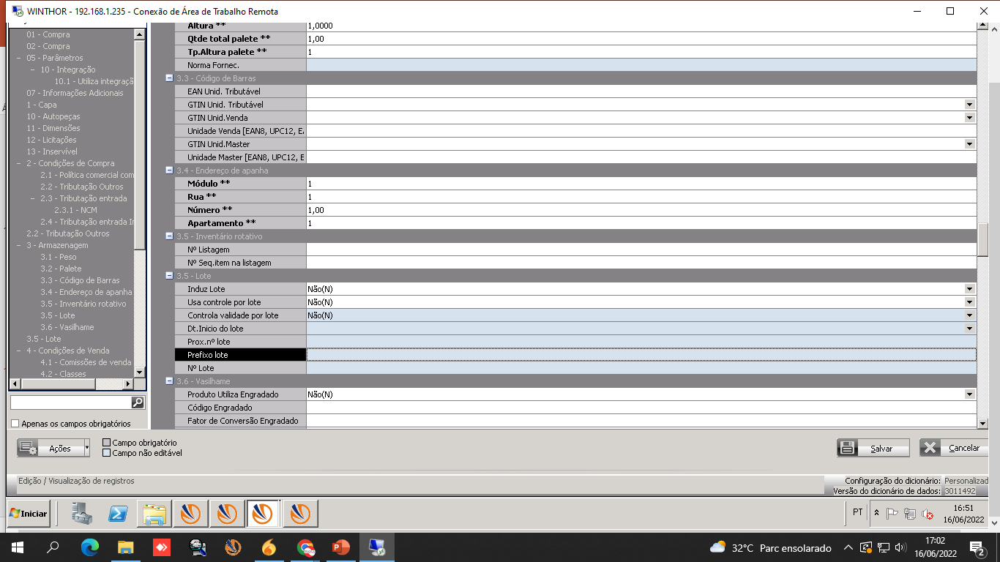 WINTHOR - 192.168.1.235 - Conexão de Área de Trabalho Remota
01 - Compra
02 - Compra
05 - Parâmetros
10 - Integração
10.1 - Utiliza integraçã
07 - Informações Adicionais
1 - Capa
10 - Autopeças
11 - Dimensões
12 - Licitações
13 - Inservível
2 - Condições de Compra
2.1 - Política comercial com
2.2 - Tributação Outros
2.3 - Tributação entrada
2.3.1 - NCM
2.4 - Tributação entrada Ir
2.2 - Tributação Outros
3 - Armazenagem
3.1 - Peso
3.2 - Palete
3.3 - Código de Barras
3.4 - Endereço de apanha
3.5 - Inventário rotativo
3.5 - Lote
3.6 - Vasilhame
3.5 - Lote
4 - Condições de Venda
4.1 - Comissões de venda
4.2 - Classes
Apenas os campos obrigatórios
Altura ** 1,0000
Qtde total palete ** 1,00
Tp.Altura palete ** 1
Norma Fornec.
3.3 - Código de Barras
EAN Unid. Tributável
GTIN Unid. Tributável
GTIN Unid.Venda
Unidade Venda [EAN8, UPC12, E
GTIN Unid.Master
Unidade Master [EAN8, UPC12, E
3.4 - Endereço de apanha
Módulo ** 1
Rua ** 1
Número ** 1,00
Apartamento ** 1
3.5 - Inventário rotativo
Nº Listagem
Nº Seq.item na listagem
3.5 - Lote
Induz Lote Não(N)
Usa controle por lote Não(N)
Controla validade por lote Não(N)
Dt.Inicio do lote
Prox.nº lote
Prefixo lote
Nº Lote
3.6 - Vasilhame
Produto Utiliza Engradado Não(N)
Código Engradado
Fator de Conversão Engradado
Ações
Campo obrigatório
Campo não editável
Salvar
Cancelar
Edição / Visualização de registros
Configuração do dicionário: Personalizad
Versão do dicionário de dados: 3011492
Iniciar
PT
16:51
16/06/2022
32°C Parc ensolarado
17:02
16/06/2022
2